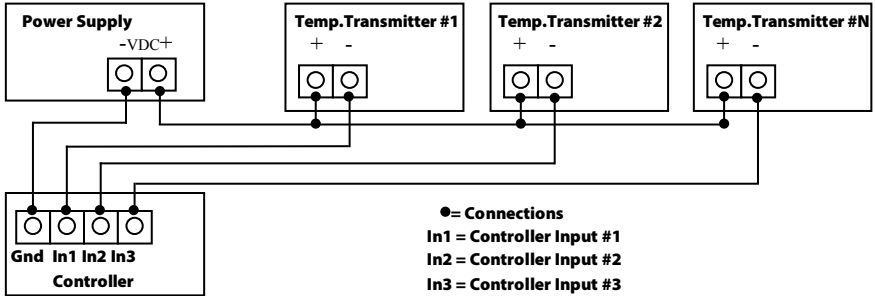 Power Supply
-VDC+
Temp.Transmitter #1
+ -
Temp.Transmitter #2
+ -
Temp.Transmitter #N
+ -
Gnd In1 In2 In3
Controller
●= Connections
In1 = Controller Input #1
In2 = Controller Input #2
In3 = Controller Input #3